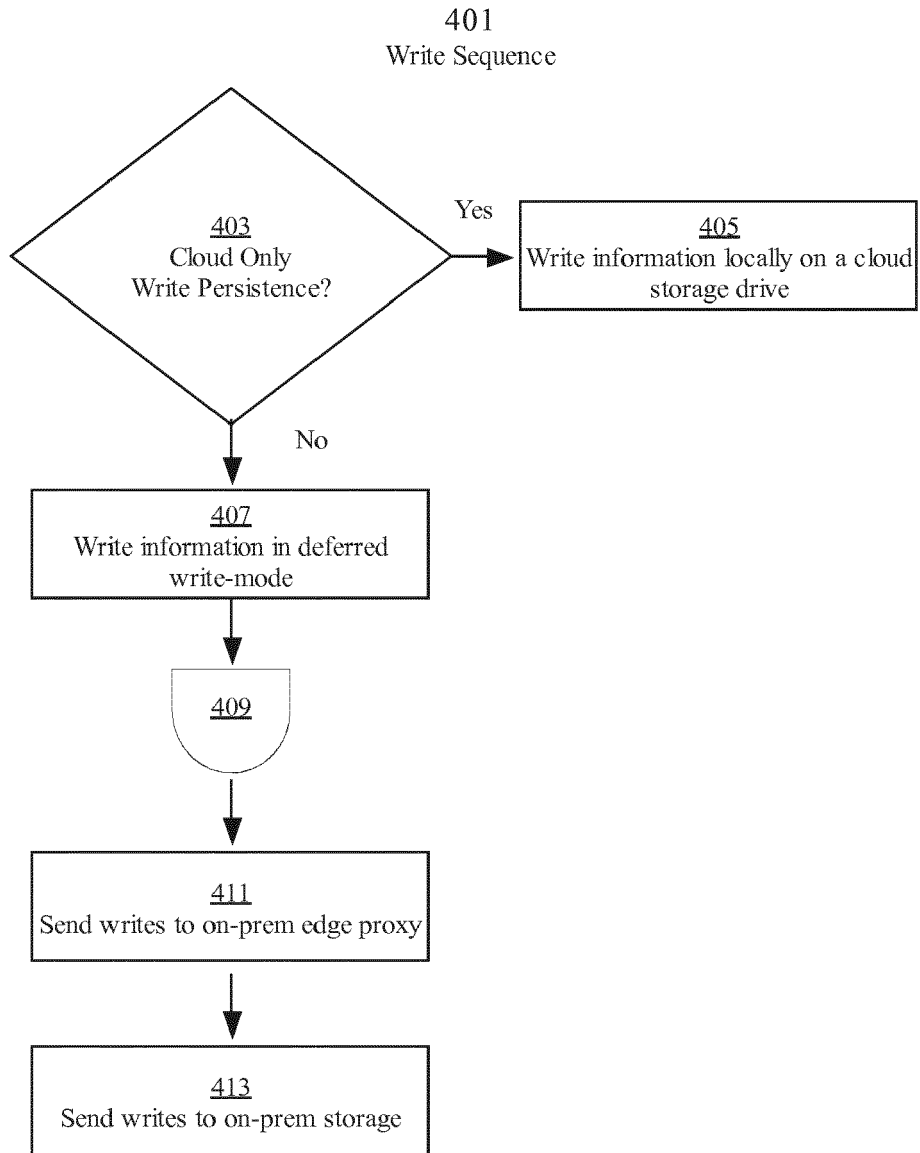 401
Write Sequence
403
Cloud Only
Write Persistence?
Yes
405
Write information locally on a cloud
storage drive
No
407
Write information in deferred
write-mode
409
411
Send writes to on-prem edge proxy
413
Send writes to on-prem storage